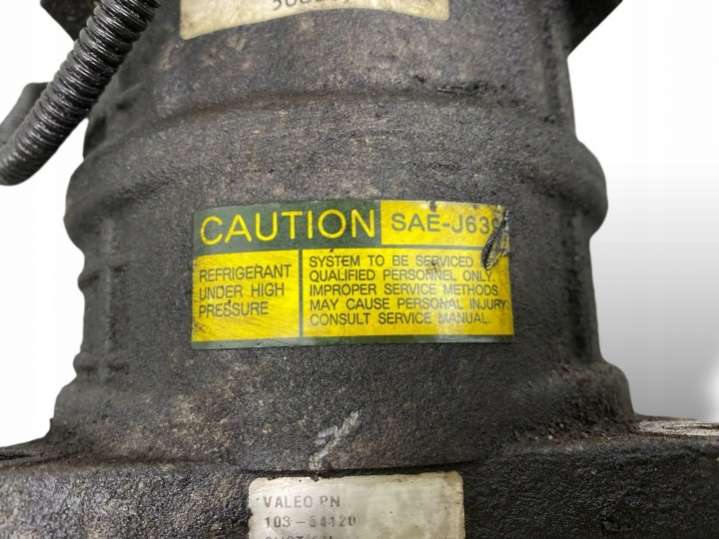 CAUTION SAE-J639
REFRIGERANT
UNDER HIGH
PRESSURE
SYSTEM TO BE SERVICED
QUALIFIED PERSONNEL ONLY.
IMPROPER SERVICE METHODS
MAY CAUSE PERSONAL INJURY
CONSULT SERVICE MANUAL.
VALEO PN
103-54120